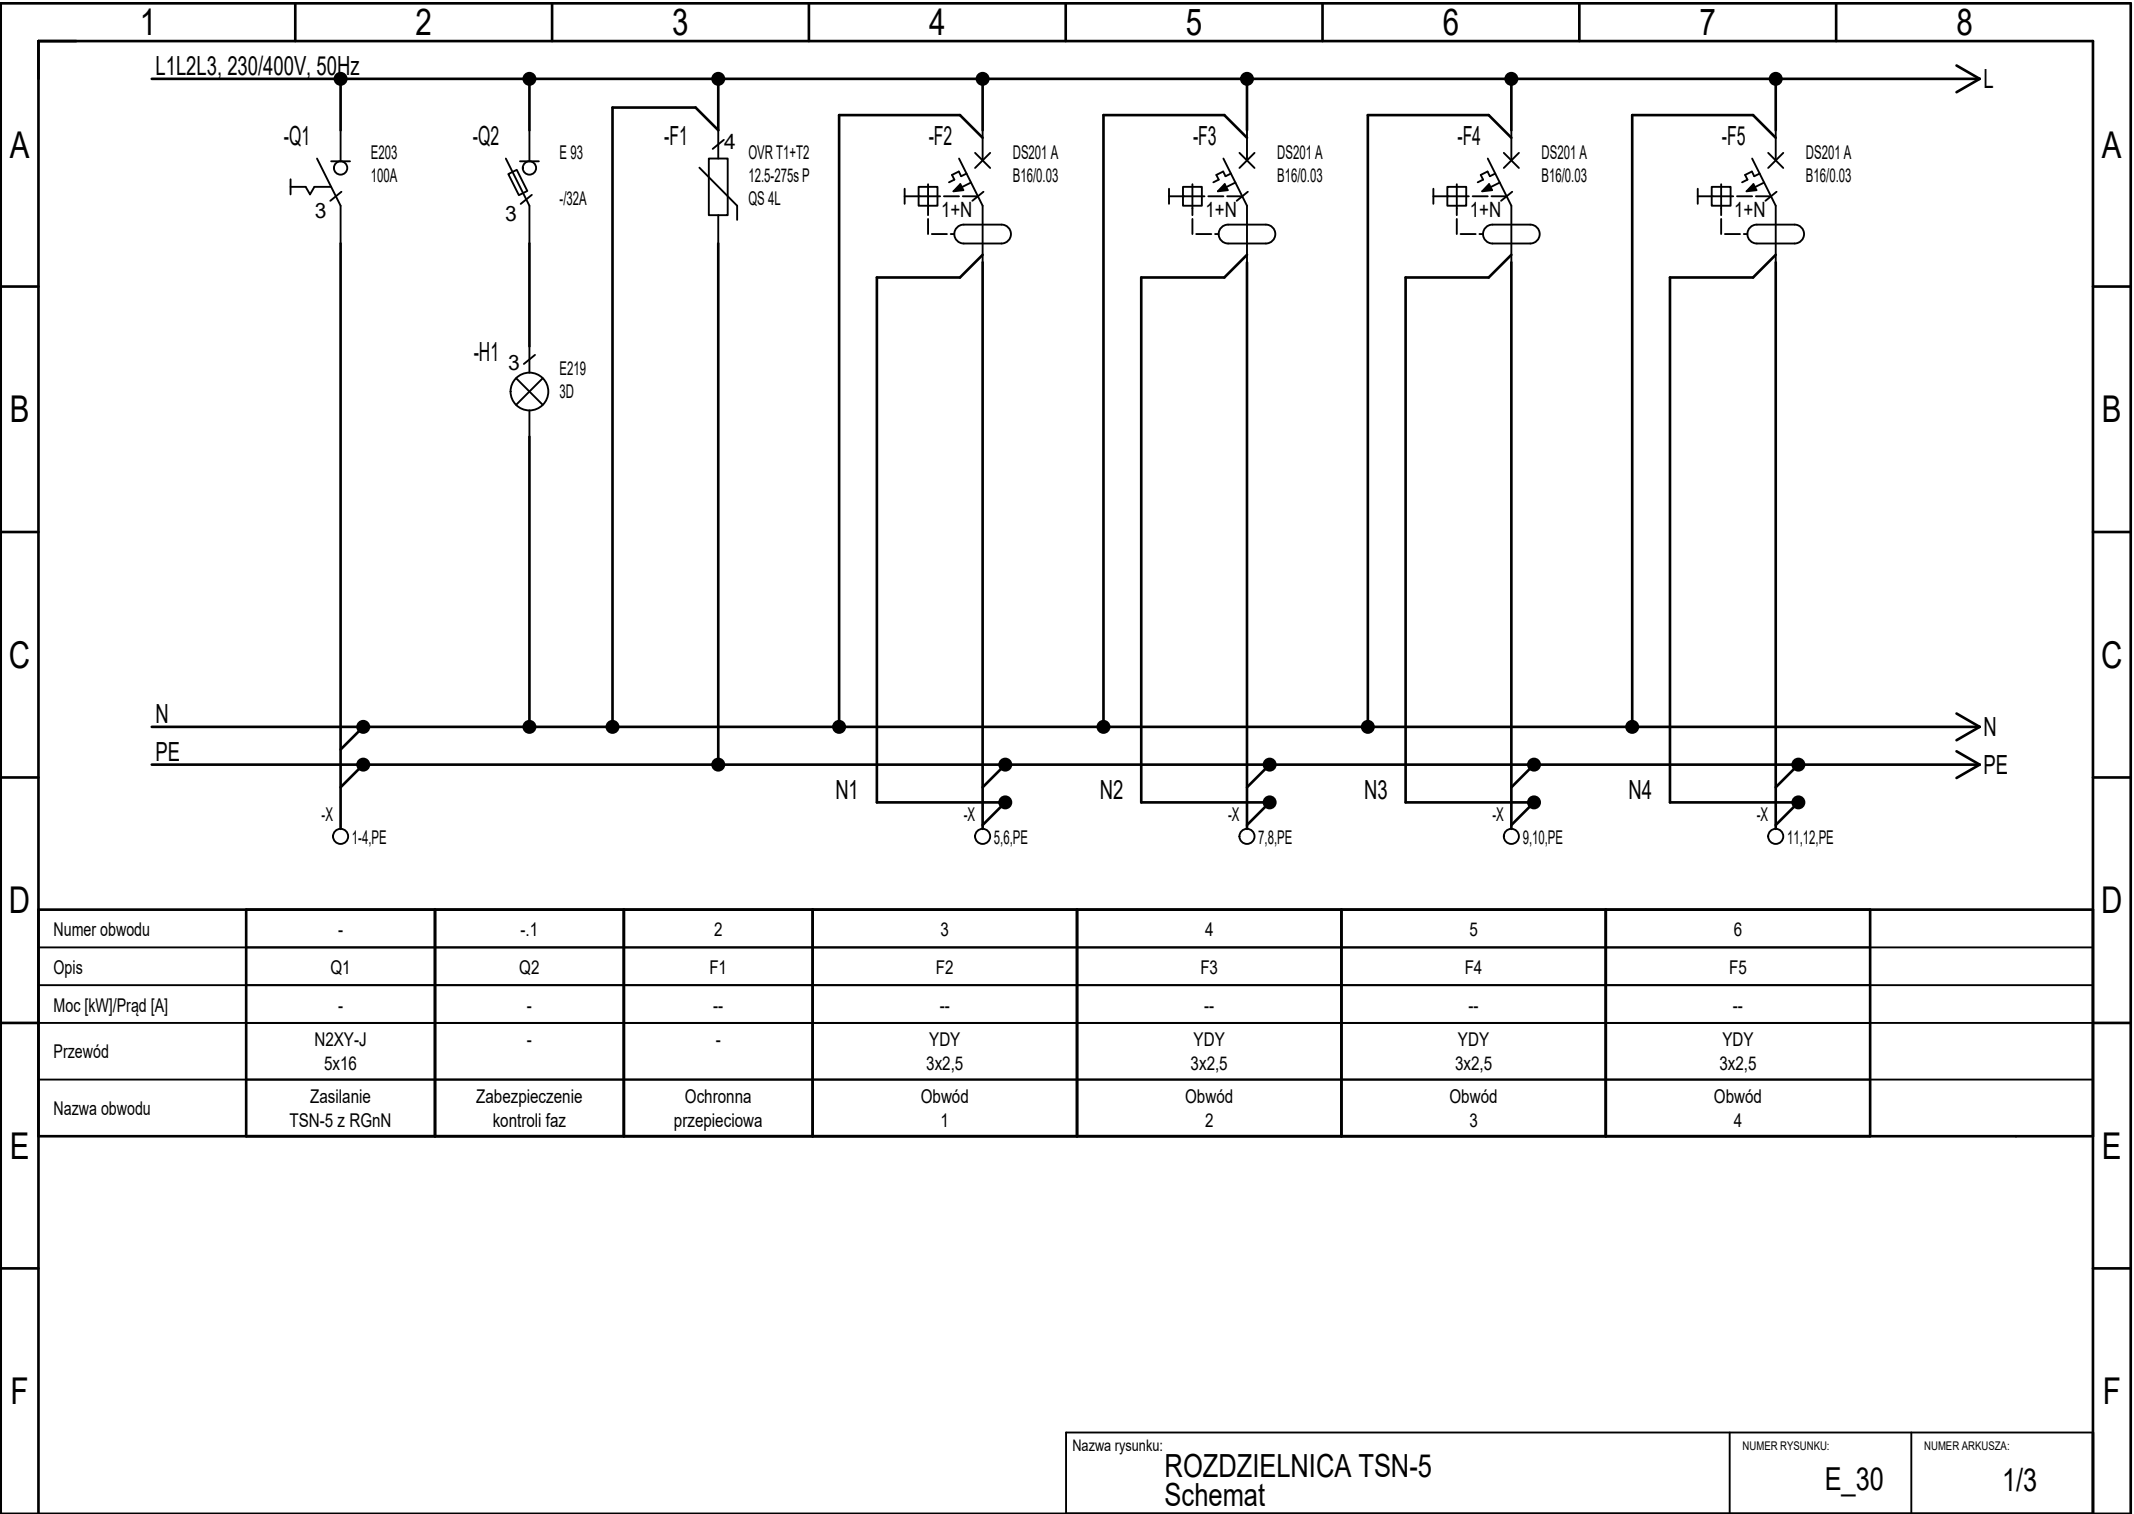 1 2 3 4 5 6 7 8
L1L2L3, 230/400V, 50Hz
L
A A
-Q1
E203
100A
3
-Q2
E 93
-/32A
3
-F1
4
OVR T1+T2
12.5-275s P
QS 4L
-F2
DS201 A
B16/0.03
1+N
-F3
DS201 A
B16/0.03
1+N
-F4
DS201 A
B16/0.03
1+N
-F5
DS201 A
B16/0.03
1+N
-H1
3
E219
3D
B B
C C
N N
PE PE
N1 N2 N3 N4
-X -X -X -X -X
1-4,PE 5,6,PE 7,8,PE 9,10,PE 11,12,PE
D D
Numer obwodu - -.1 2 3 4 5 6
Opis Q1 Q2 F1 F2 F3 F4 F5
Moc [kW]/Prąd [A] - - -- -- -- -- --
Przewód
N2XY-J
5x16
-
-
YDY
3x2,5
YDY
3x2,5
YDY
3x2,5
YDY
3x2,5
Nazwa obwodu
Zasilanie
TSN-5 z RGnN
Zabezpieczenie
kontroli faz
Ochronna
przepieciowa
Obwód
1
Obwód
2
Obwód
3
Obwód
4
E E
F F
Nazwa rysunku:
ROZDZIELNICA TSN-5
Schemat
NUMER RYSUNKU:
E_30
NUMER ARKUSZA:
1/3